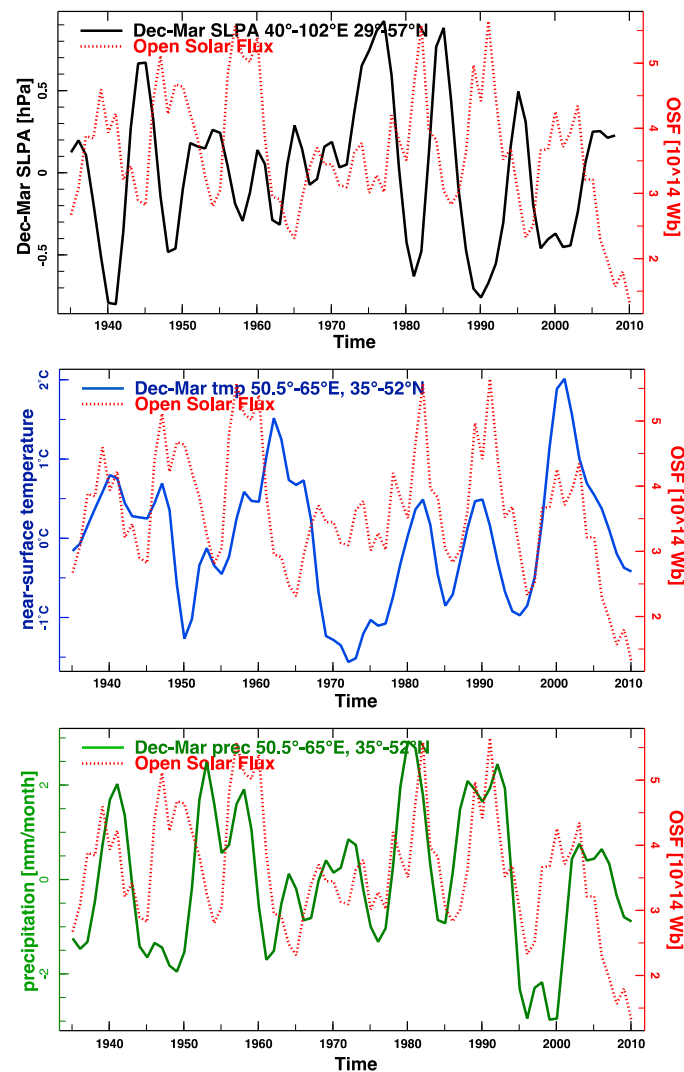 Dec-Mar SLPA 40°-102°E 29°-57°N
Open Solar Flux
Dec-Mar SLPA [hPa]
0.5
0
-0.5
5
4
3
2
OSF [10^14 Wb]
1940 1950 1960 1970 1980 1990 2000 2010
Time
Dec-Mar tmp 50.5°-65°E, 35°-52°N
Open Solar Flux
near-surface temperature
2°C
1°C
0°C
-1°C
5
4
3
2
OSF [10^14 Wb]
1940 1950 1960 1970 1980 1990 2000 2010
Time
Dec-Mar prec 50.5°-65°E, 35°-52°N
Open Solar Flux
precipitation [mm/month]
2
0
-2
5
4
3
2
OSF [10^14 Wb]
1940 1950 1960 1970 1980 1990 2000 2010
Time